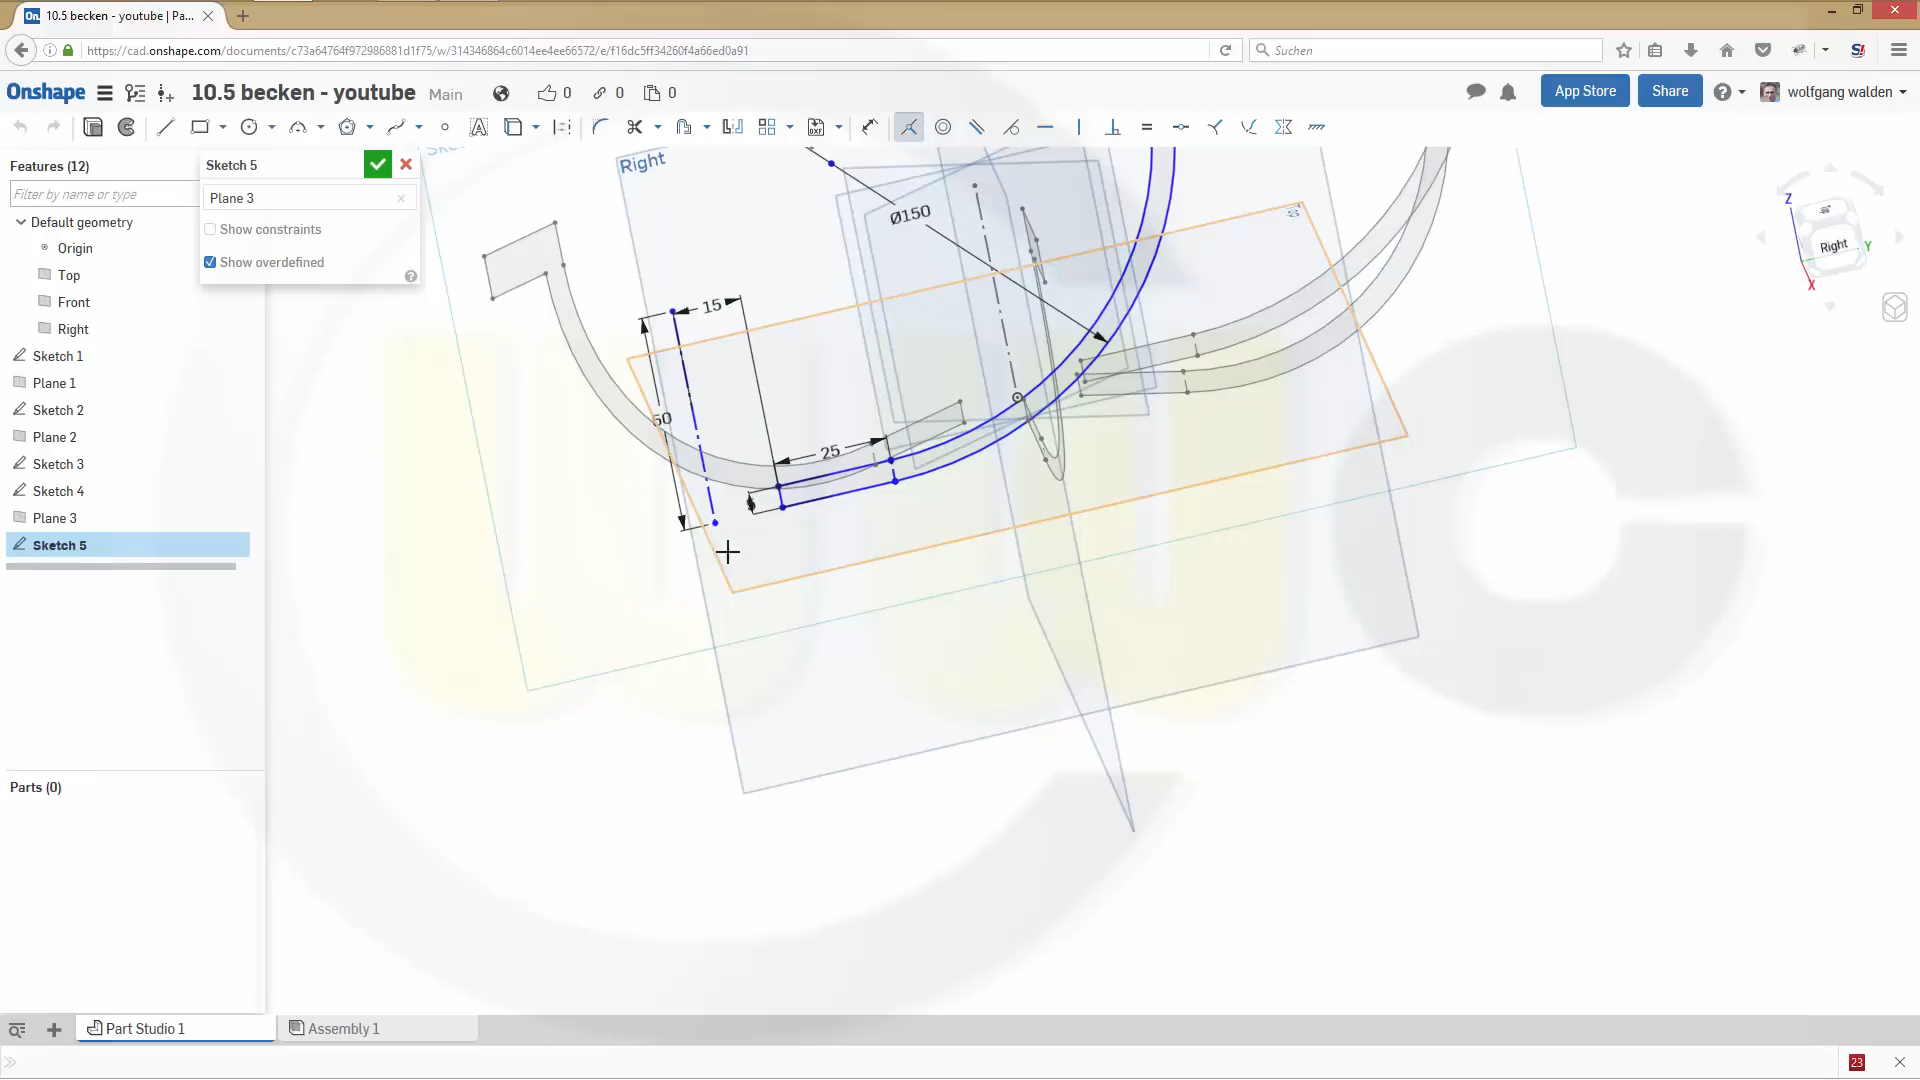 10.5 becken - youtube | Pa...
https://cad.onshape.com/documents/c73a64764f972986881d1f75/w/314346864c6014ee4ee66572/e/f16dc5ff34260f4a66ed0a91
Suchen
Onshape
10.5 becken - youtube
Main
0
0
0
App Store
Share
wolfgang walden
Features (12)
Filter by name or type
Default geometry
Origin
Top
Front
Right
Sketch 1
Plane 1
Sketch 2
Plane 2
Sketch 3
Sketch 4
Plane 3
Sketch 5
Sketch 5
Plane 3
Show constraints
Show overdefined
Right
Ø150
15
50
25
Z
Right
Y
X
Parts (0)
Part Studio 1
Assembly 1
23